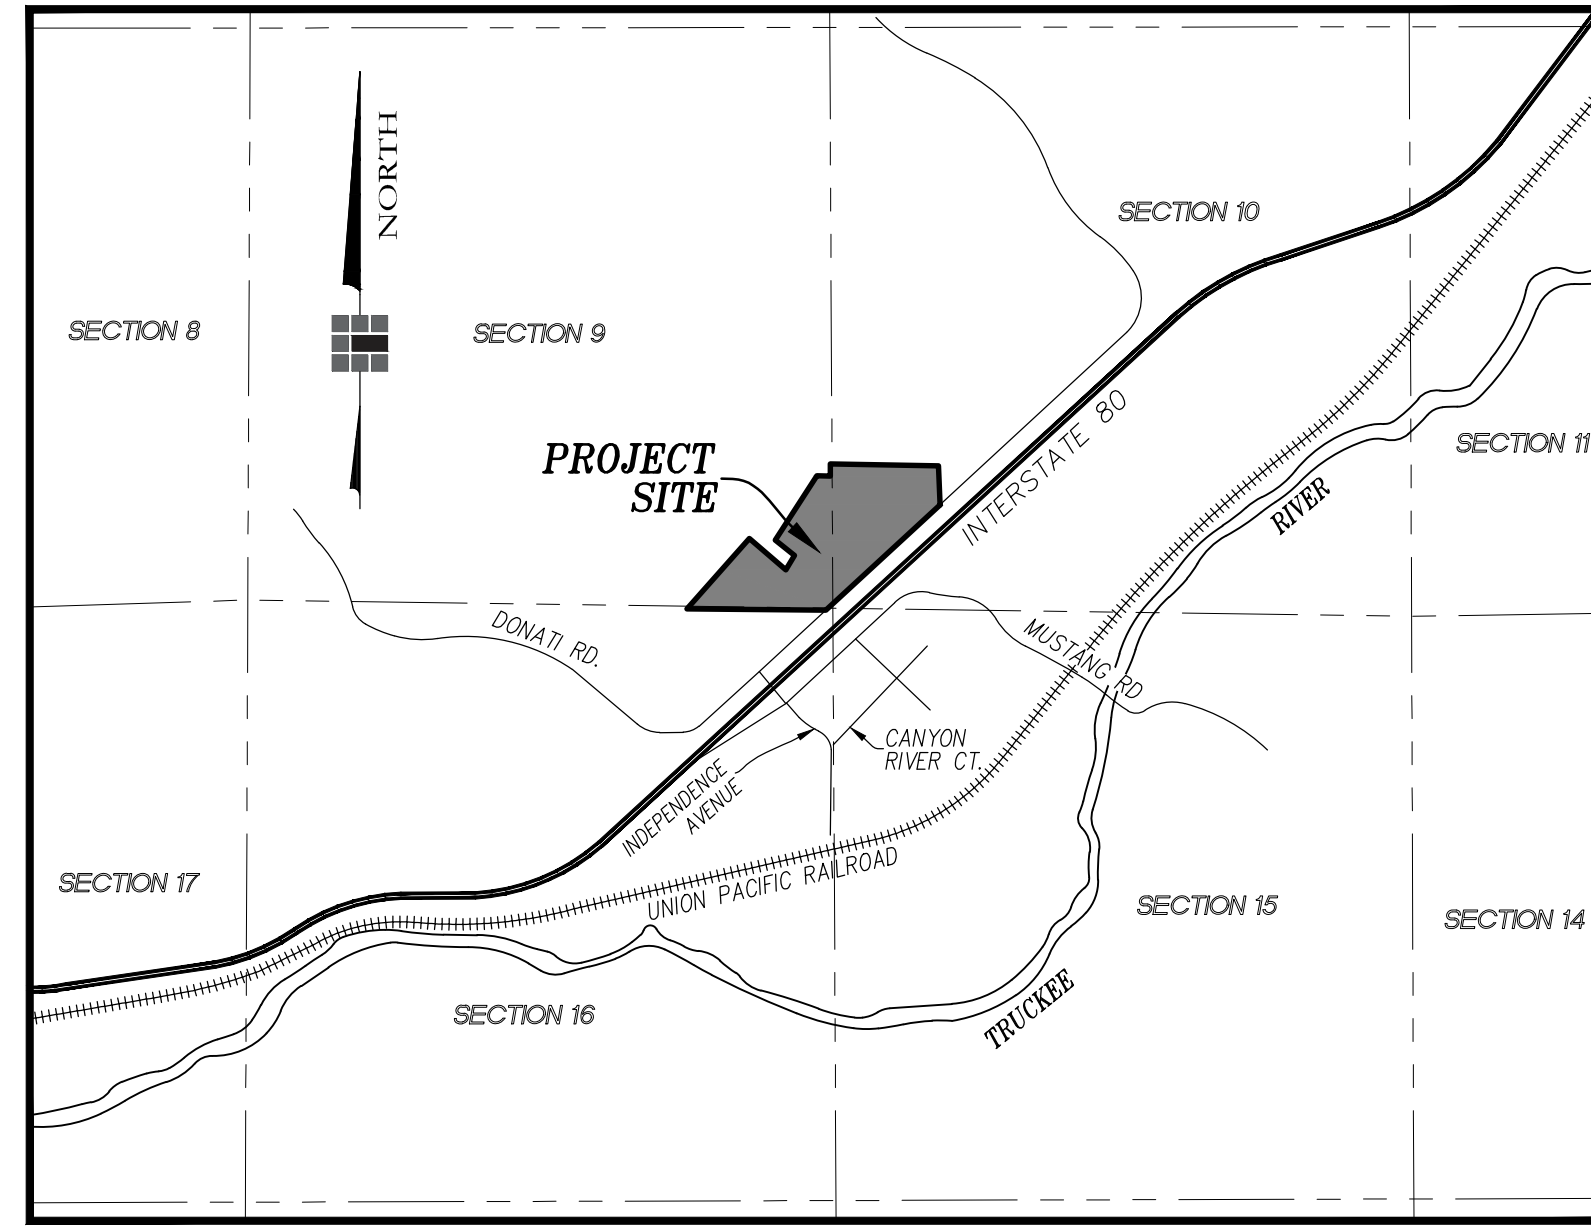 NORTH
SECTION 10
SECTION 8
SECTION 9
INTERSTATE 80
SECTION 11
PROJECT
SITE
RIVER
DONATI RD.
MUSTANG RD
CANYON
RIVER CT.
INDEPENDENCE
AVENUE
UNION PACIFIC RAILROAD
SECTION 17
SECTION 15
SECTION 14
SECTION 16
TRUCKEE